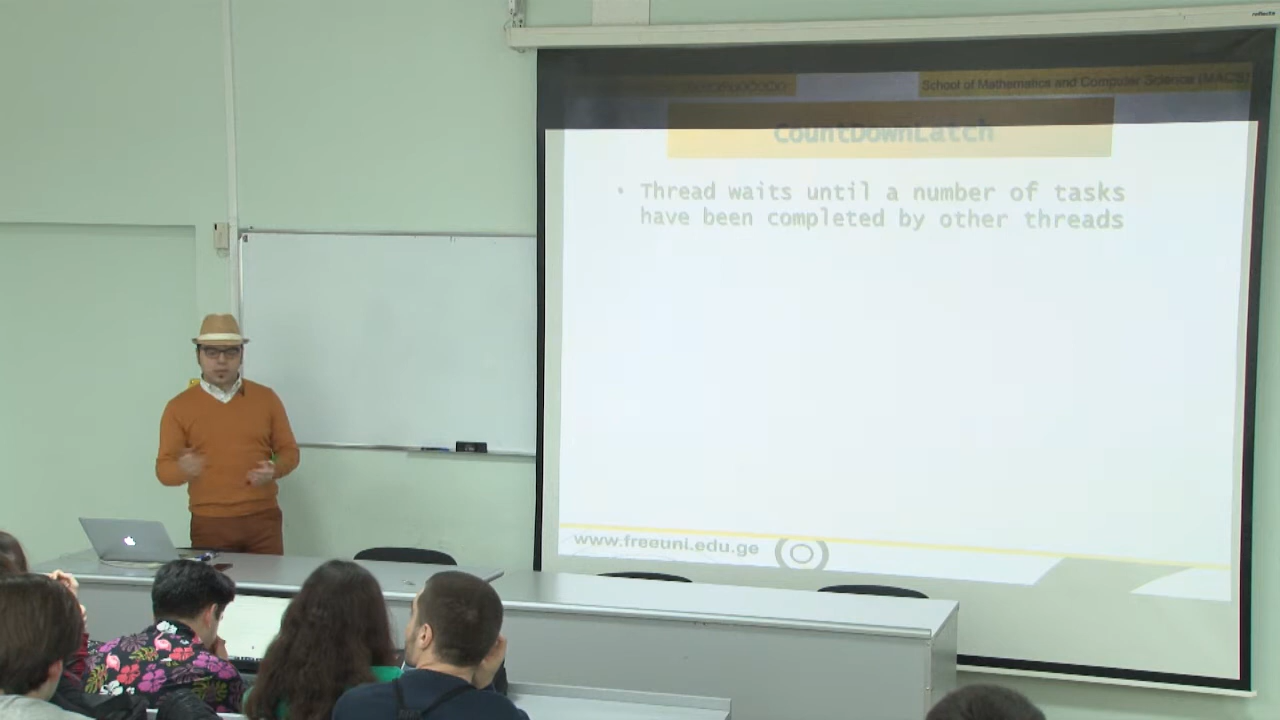 School of Mathematics and Computer Science (MACS)
CountDownLatch
• Thread waits until a number of tasks
have been completed by other threads
www.freeuni.edu.ge